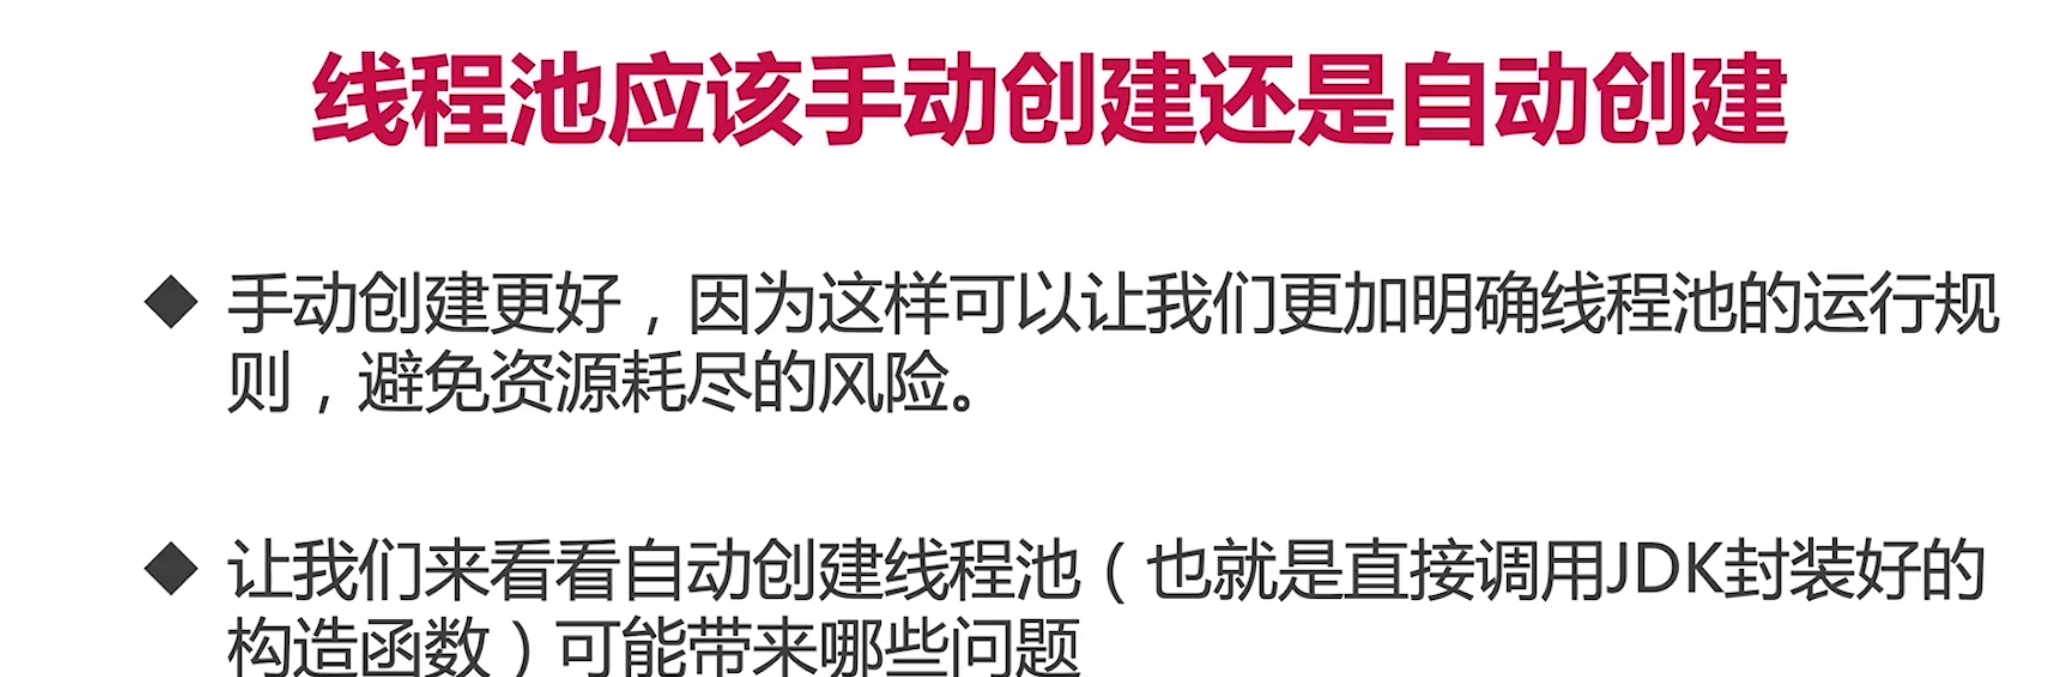 线程池应该手动创建还是自动创建
◆ 手动创建更好，因为这样可以让我们更加明确线程池的运行规
则，避免资源耗尽的风险。
◆ 让我们来看看自动创建线程池（也就是直接调用JDK封装好的
构造函数）可能带来哪些问题